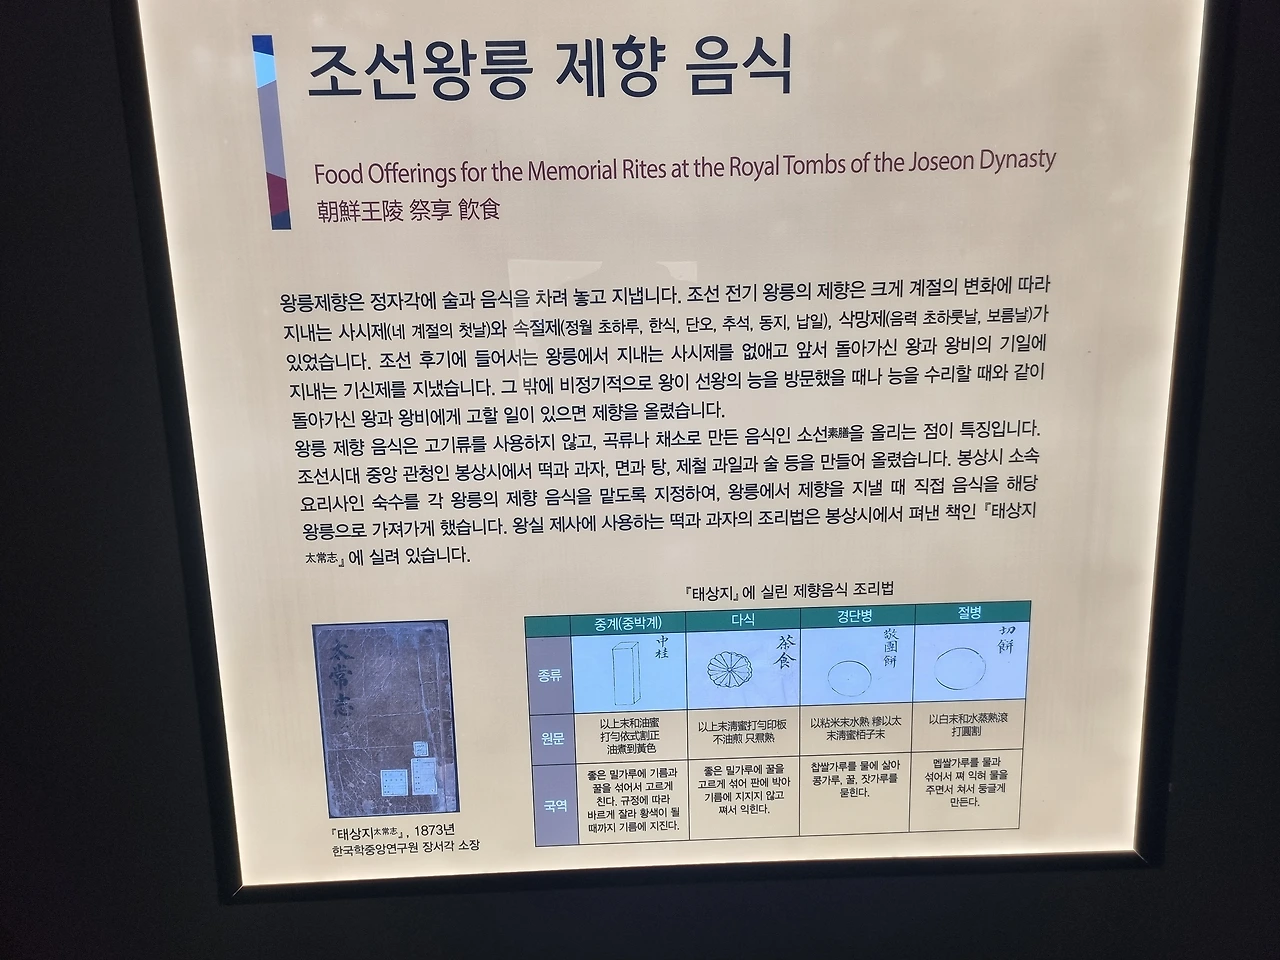 조선왕릉 제향 음식
Food Offerings for the Memorial Rites at the Royal Tombs of the Joseon Dynasty
朝鮮王陵 祭享 飮食
왕릉제향은 정자각에 술과 음식을 차려 놓고 지냅니다. 조선 전기 왕릉의 제향은 크게 계절의 변화에 따라
지내는 사시제(네 계절의 첫날)와 속절제(정월 초하루, 한식, 단오, 추석, 동지, 납일), 삭망제(음력 초하룻날, 보름날)가
있었습니다. 조선 후기에 들어서는 왕릉에서 지내는 사시제를 없애고 앞서 돌아가신 왕과 왕비의 기일에
지내는 기신제를 지냈습니다. 그 밖에 비정기적으로 왕이 선왕의 능을 방문했을 때나 능을 수리할 때와 같이
돌아가신 왕과 왕비에게 고할 일이 있으면 제향을 올렸습니다.
왕릉 제향 음식은 고기류를 사용하지 않고, 곡류나 채소로 만든 음식인 소선素膳을 올리는 점이 특징입니다.
조선시대 중앙 관청인 봉상시에서 떡과 과자, 면과 탕, 제철 과일과 술 등을 만들어 올렸습니다. 봉상시 소속
요리사인 숙수를 각 왕릉의 제향 음식을 맡도록 지정하여, 왕릉에서 제향을 지낼 때 직접 음식을 해당
왕릉으로 가져가게 했습니다. 왕실 제사에 사용하는 떡과 과자의 조리법은 봉상시에서 펴낸 책인 『태상지
太常志』에 실려 있습니다.
太常志
『태상지太常志』, 1873년
한국학중앙연구원 장서각 소장
『태상지』에 실린 제향음식 조리법
중계(중박계) 다식 경단병 절병
종류 中桂 茶食 敬團餠 切餠
원문
以上末和油蜜
打勻依式割正
油煮到黃色
以上末淸蜜打勻印板
不油煎 只焄熟
以粘米末水熟 糝以太
末淸蜜栢子末
以白末和水蒸熟滾
打圓割
국역
좋은 밀가루에 기름과
꿀을 섞어서 고르게
친다. 규정에 따라
바르게 잘라 황색이 될
때까지 기름에 지진다.
좋은 밀가루에 꿀을
고르게 섞어 판에 박아
기름에 지지지 않고
쪄서 익힌다.
찹쌀가루를 물에 삶아
콩가루, 꿀, 잣가루를
묻힌다.
멥쌀가루를 물과
섞어서 쪄 익혀 물을
주면서 쳐서 둥글게
만든다.